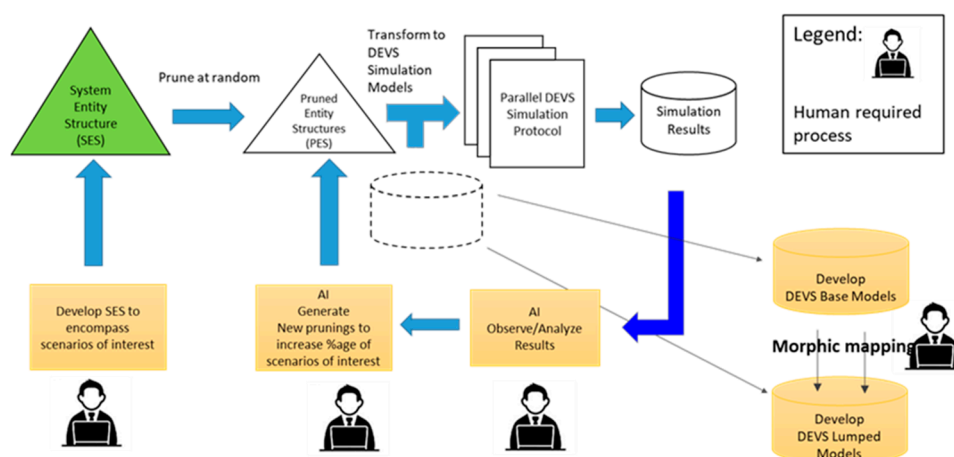 System
Entity
Structure
(SES)
Prune at random
Pruned
Entity
Structures
(PES)
Transform to
DEVS
Simulation
Models
Parallel DEVS
Simulation
Protocol
Simulation
Results
Legend:
Human required
process
Develop SES to
encompass
scenarios of interest
AI
Generate
New prunings to
increase %age of
scenarios of interest
AI
Observe/Analyze
Results
Develop
DEVS Base Models
Morphic mapping
Develop
DEVS Lumped
Models